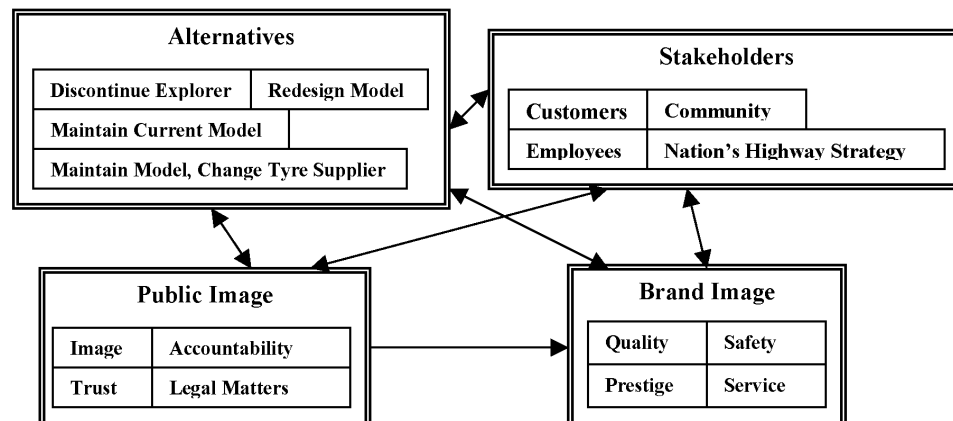 Alternatives
Discontinue Explorer Redesign Model
Maintain Current Model
Maintain Model, Change Tyre Supplier
Stakeholders
Customers Community
Employees Nation's Highway Strategy
Public Image
Image Accountability
Trust Legal Matters
Brand Image
Quality Safety
Prestige Service